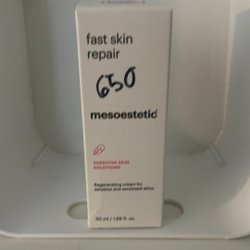 fast skin
repair
650
mesoestetic®
SENSITIVE SKIN
SOLUTIONS
Regenerating cream for
sensitive and sensitized skins
50 ml / 1.69 fl. oz.